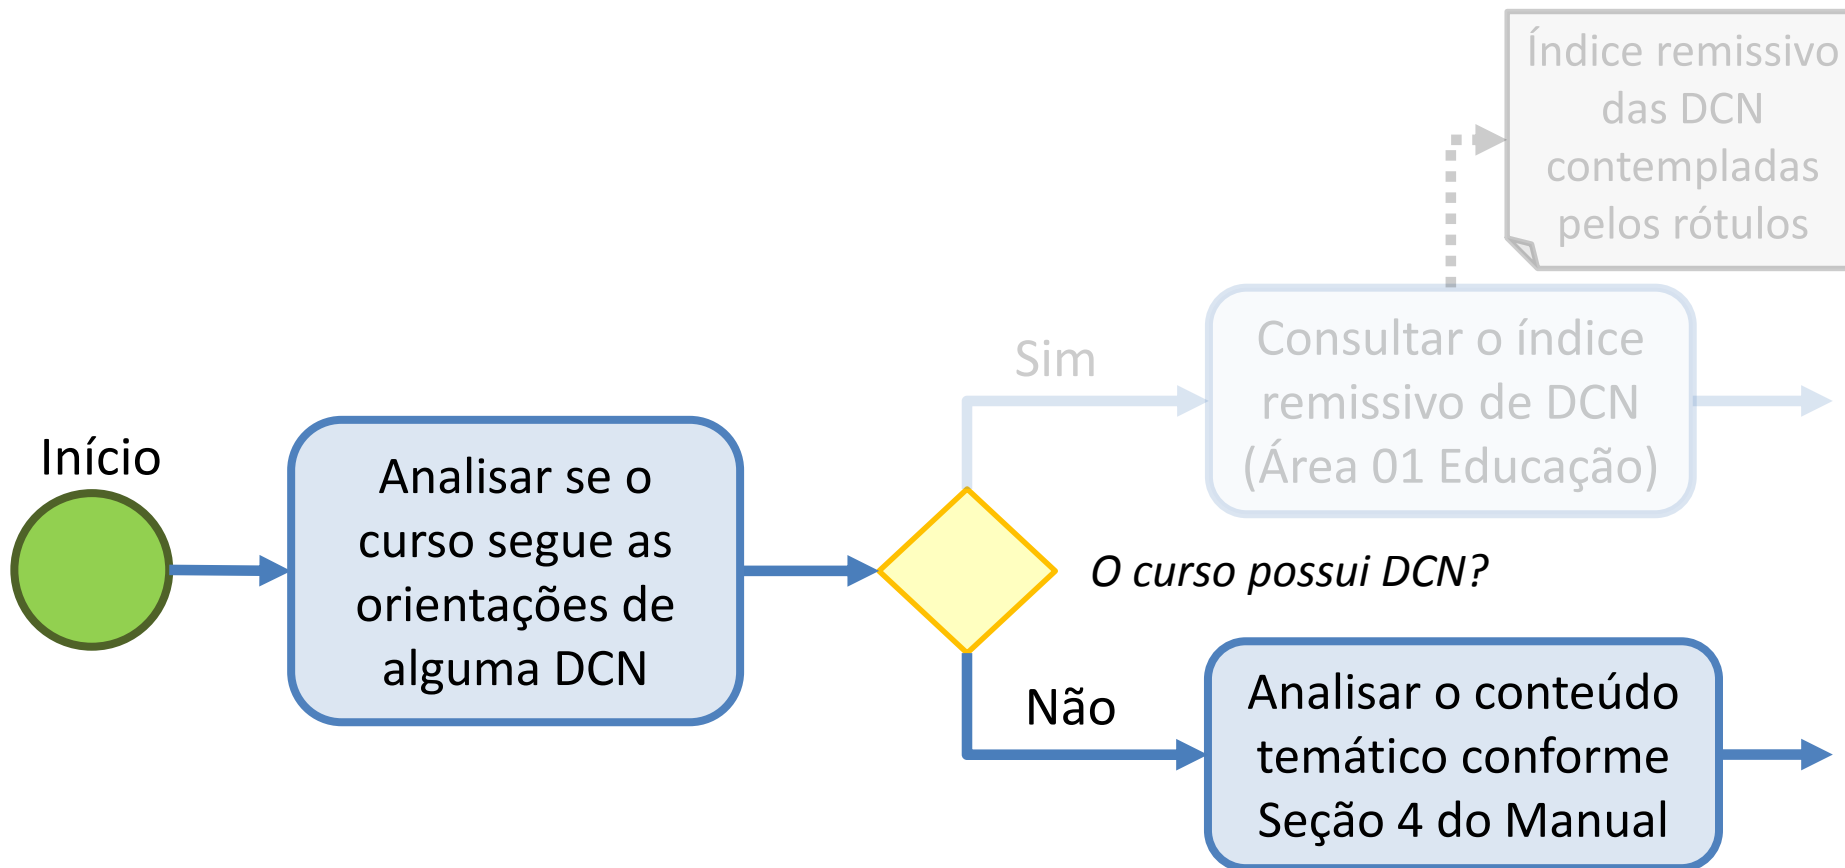 Índice remissivo
das DCN
contempladas
pelos rótulos
Sim
Consultar o índice
remissivo de DCN
(Área 01 Educação)
Início
Analisar se o
curso segue as
orientações de
alguma DCN
O curso possui DCN?
Não
Analisar o conteúdo
temático conforme
Seção 4 do Manual